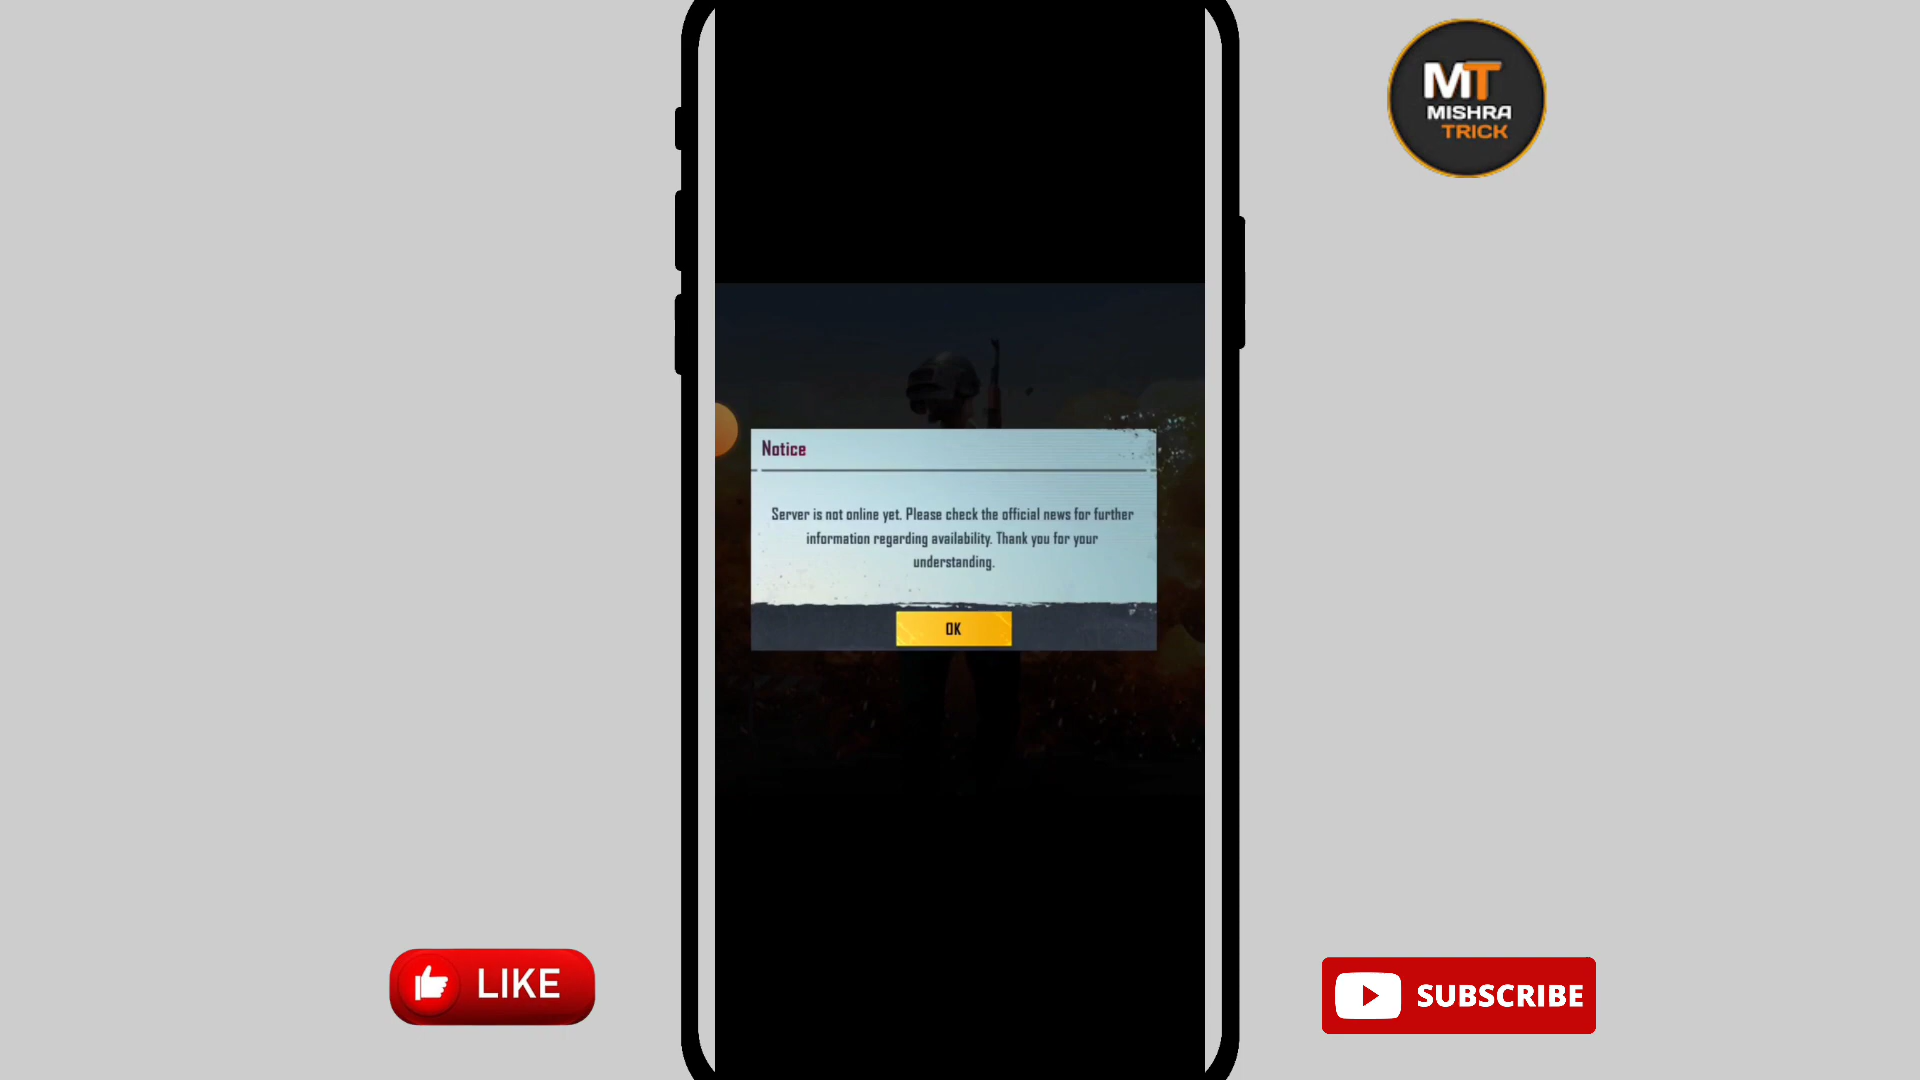 MT
MISHRA
TRICK
Notice
Server is not online yet. Please check the official news for further
information regarding availability. Thank you for your
understanding.
OK
LIKE
SUBSCRIBE